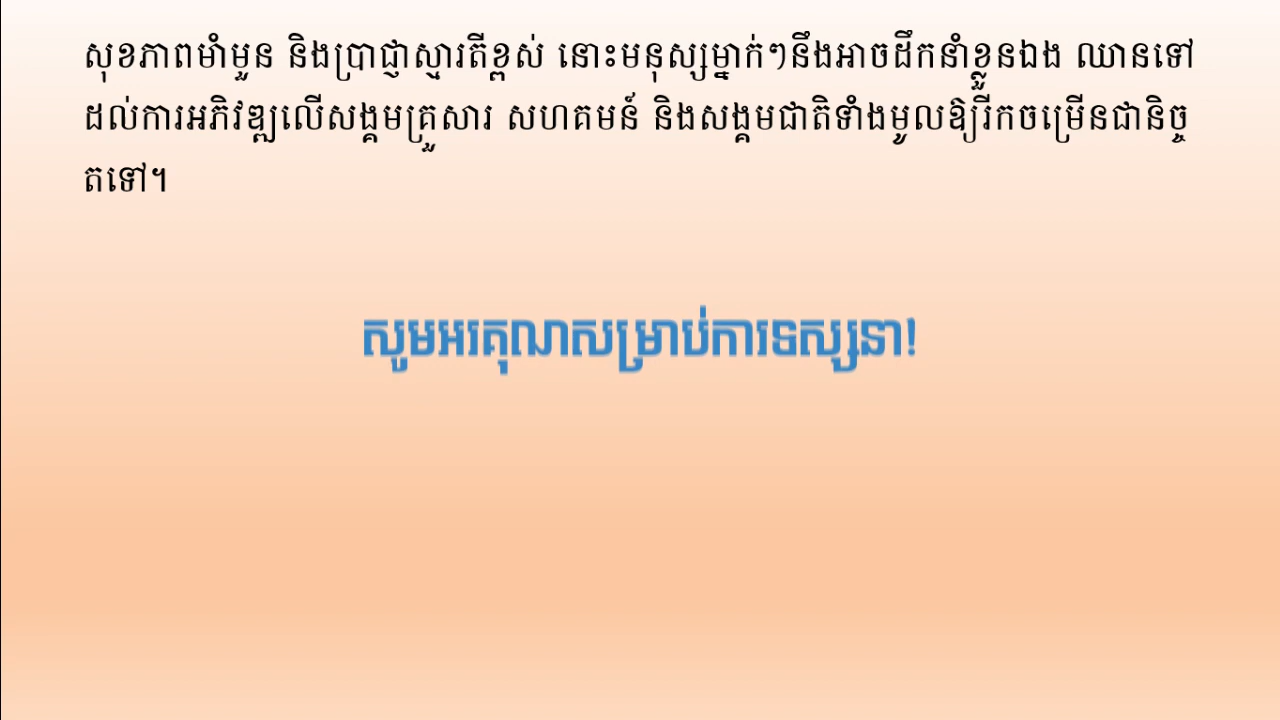 សុខភាពមាំមួន និងប្រាជ្ញាស្មារតីខ្ពស់ នោះមនុស្សម្នាក់ៗនឹងអាចដឹកនាំខ្លួនឯង ឈានទៅ
ដល់ការអភិវឌ្ឍលើសង្គមគ្រួសារ សហគមន៍ និងសង្គមជាតិទាំងមូលឱ្យរីកចម្រើនជានិច្ច
តទៅ។
សូមអរគុណសម្រាប់ការទស្សនា!